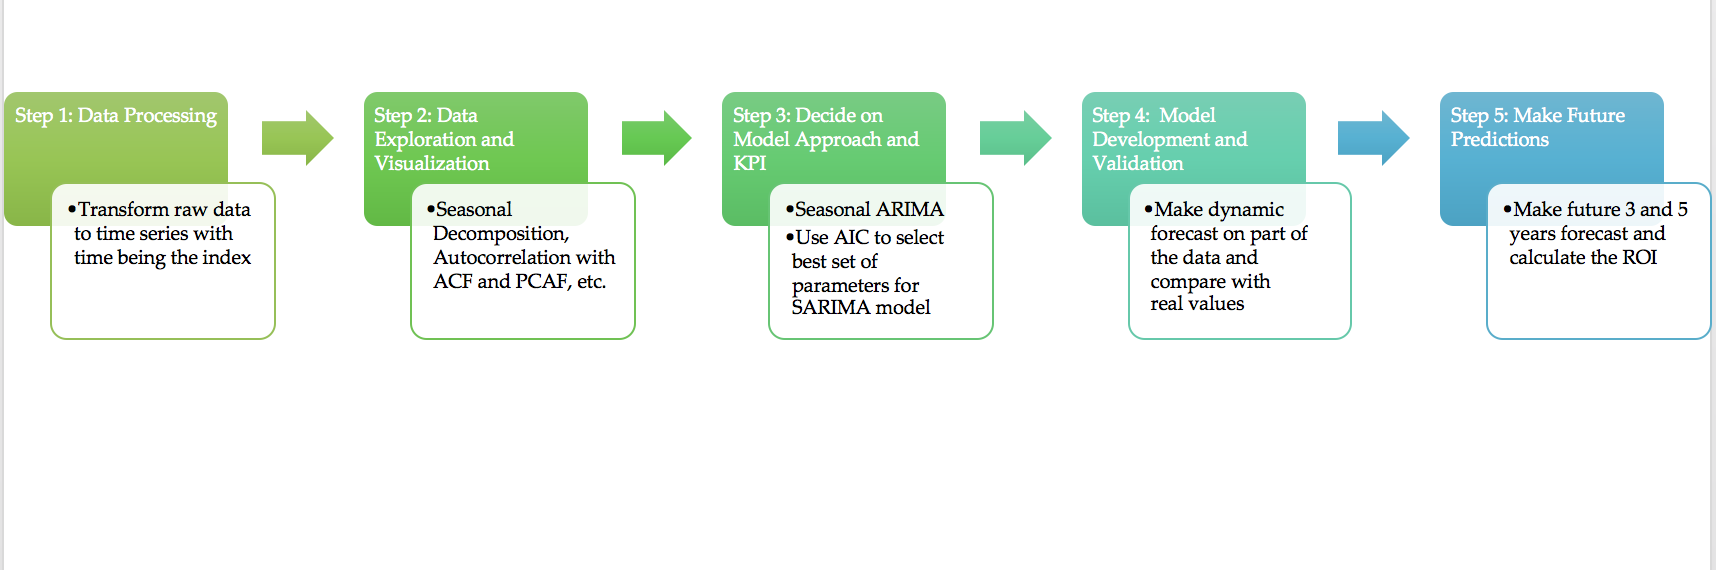 Step 1: Data Processing
•Transform raw data
to time series with
time being the index
Step 2: Data
Exploration and
Visualization
•Seasonal
Decomposition,
Autocorrelation with
ACF and PCAF, etc.
Step 3: Decide on
Model Approach and
KPI
•Seasonal ARIMA
•Use AIC to select
best set of
parameters for
SARIMA model
Step 4:  Model
Development and
Validation
•Make dynamic
forecast on part of
the data and
compare with
real values
Step 5: Make Future
Predictions
•Make future 3 and 5
years forecast and
calculate the ROI